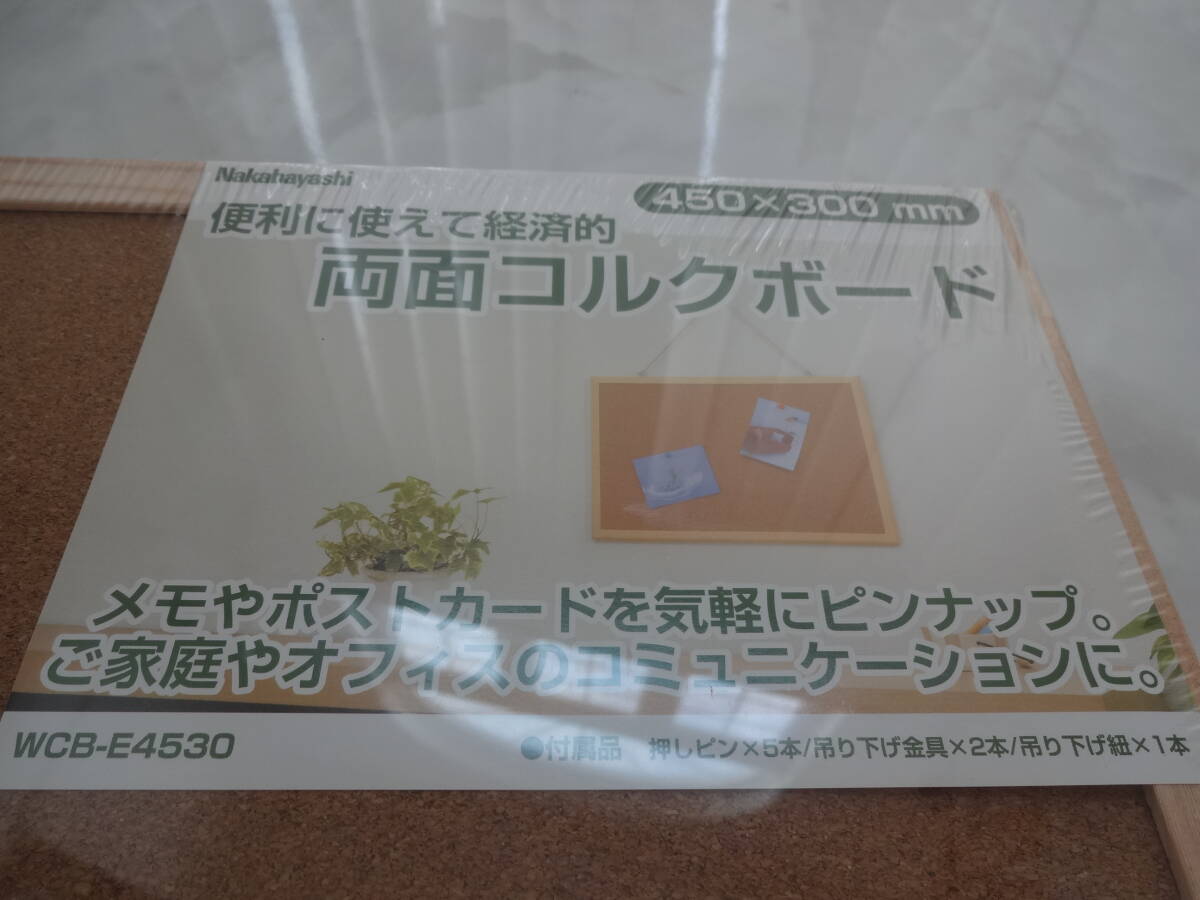 Nakahayashi
450×300 mm
便利に使えて経済的
両面コルクボード
メモやポストカードを気軽にピンナップ。
ご家庭やオフィスのコミュニケーションに。
WCB-E4530
●付属品 押しピン×5本/吊り下げ金具×2本/吊り下げ紐×1本